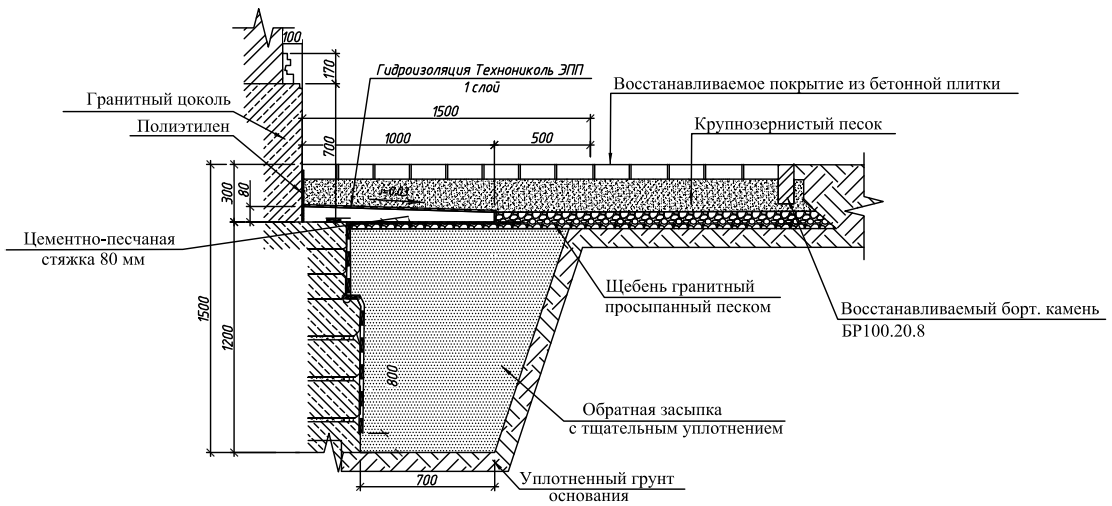 100
170
Гидроизоляция Технониколь ЭПП
1 слой
Восстанавливаемое покрытие из бетонной плитки
Гранитный цоколь
1500
Полиэтилен
Крупнозернистый песок
700
1000
500
300
80
i=0.03
Цементно-песчаная
стяжка 80 мм
Щебень гранитный
просыпанный песком
Восстанавливаемый борт. камень
БР100.20.8
1500
1200
800
Обратная засыпка
с тщательным уплотнением
700
Уплотненный грунт
основания